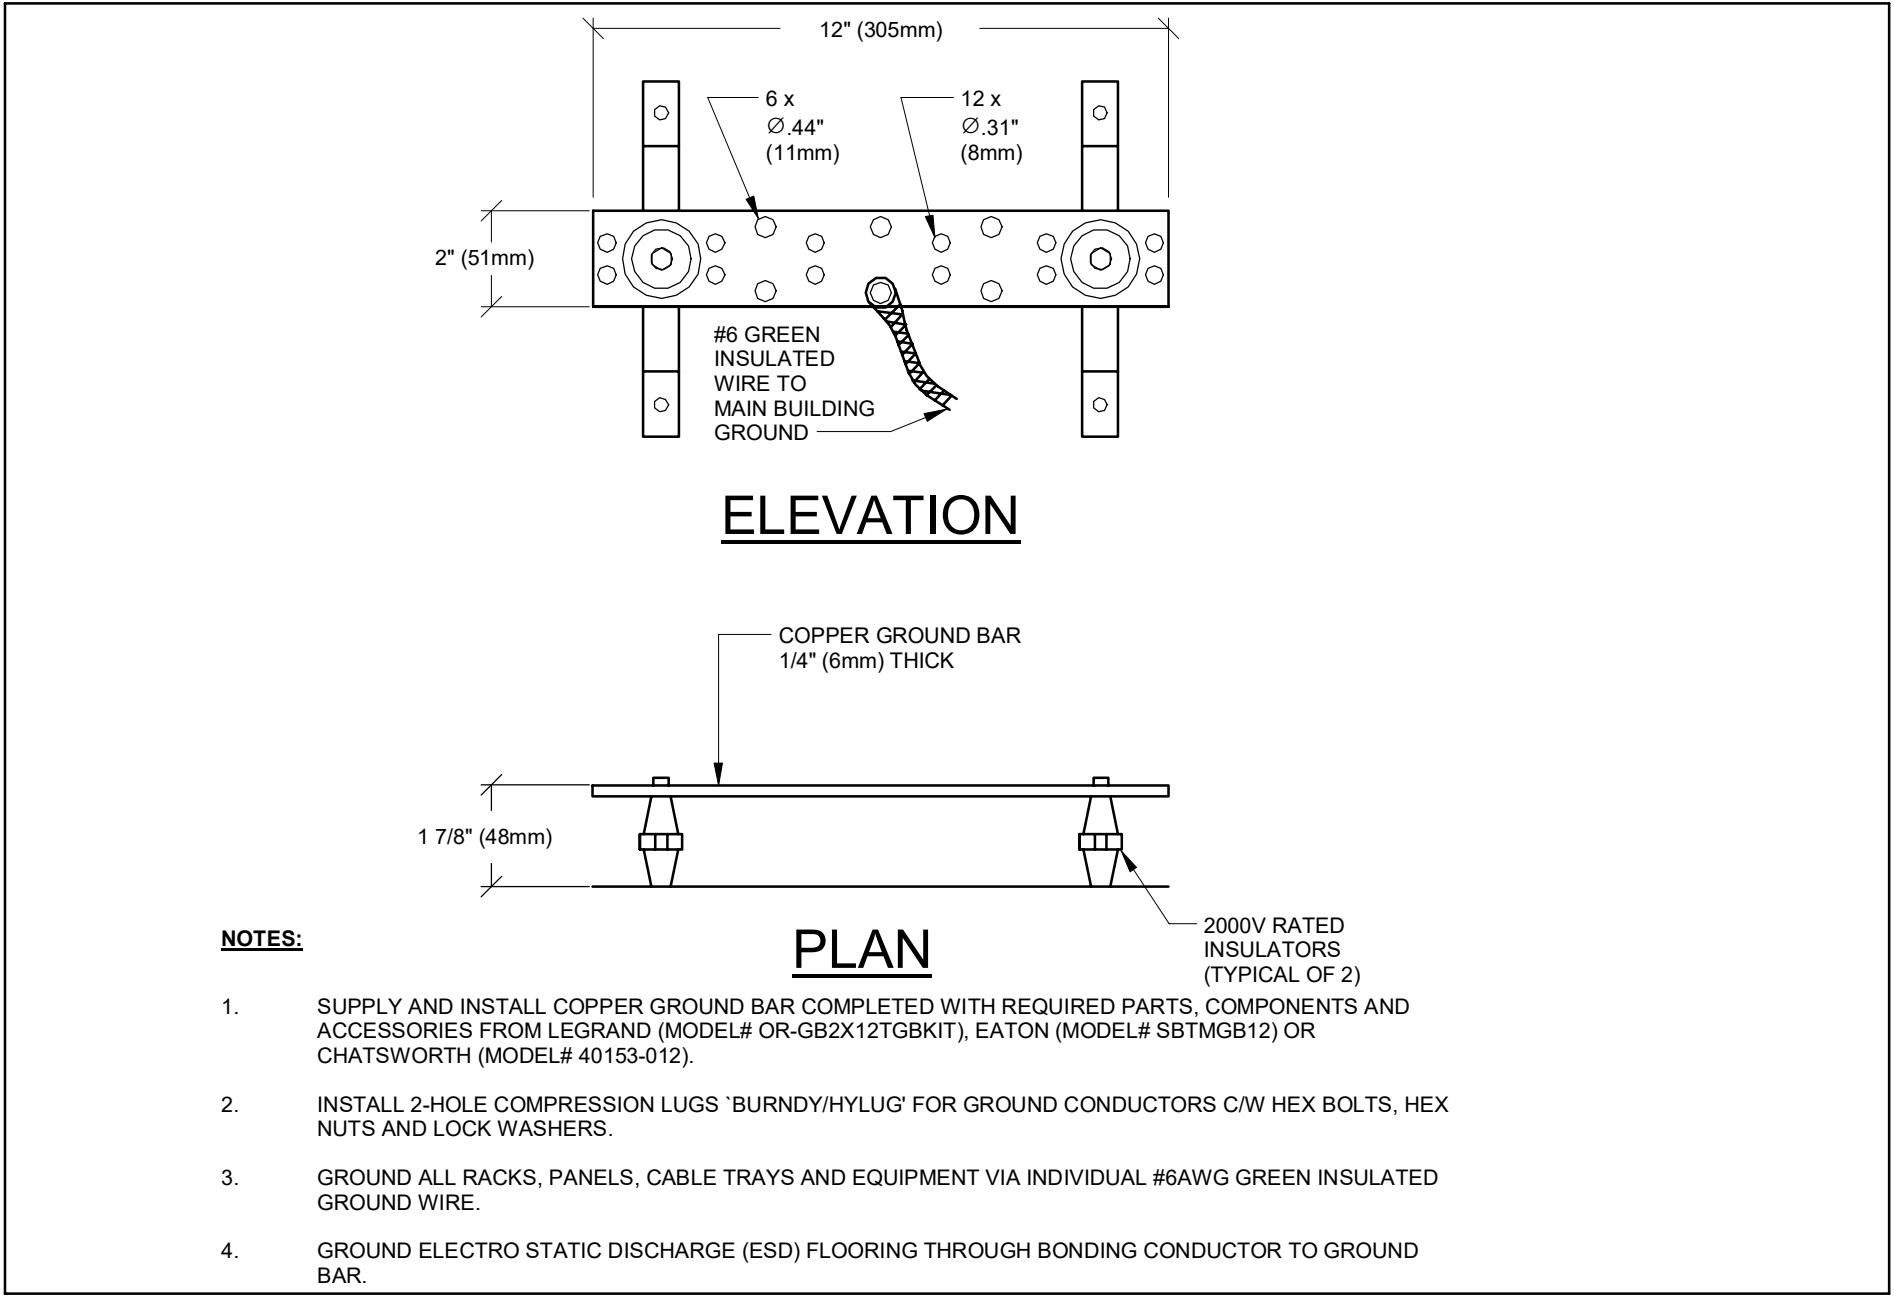 12" (305mm)
6 x
Ø.44"
(11mm)
12 x
Ø.31"
(8mm)
2" (51mm)
#6 GREEN
INSULATED
WIRE TO
MAIN BUILDING
GROUND
ELEVATION
COPPER GROUND BAR
1/4" (6mm) THICK
1 7/8" (48mm)
2000V RATED
INSULATORS
(TYPICAL OF 2)
PLAN
NOTES:
1. SUPPLY AND INSTALL COPPER GROUND BAR COMPLETED WITH REQUIRED PARTS, COMPONENTS AND
ACCESSORIES FROM LEGRAND (MODEL# OR-GB2X12TGBKIT), EATON (MODEL# SBTMGB12) OR
CHATSWORTH (MODEL# 40153-012).
2. INSTALL 2-HOLE COMPRESSION LUGS `BURNDY/HYLUG' FOR GROUND CONDUCTORS C/W HEX BOLTS, HEX
NUTS AND LOCK WASHERS.
3. GROUND ALL RACKS, PANELS, CABLE TRAYS AND EQUIPMENT VIA INDIVIDUAL #6AWG GREEN INSULATED
GROUND WIRE.
4. GROUND ELECTRO STATIC DISCHARGE (ESD) FLOORING THROUGH BONDING CONDUCTOR TO GROUND
BAR.